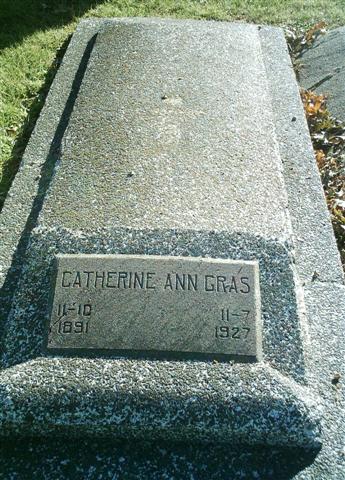 CATHERINE ANN GRAS
11-10 11-7
1891 1927